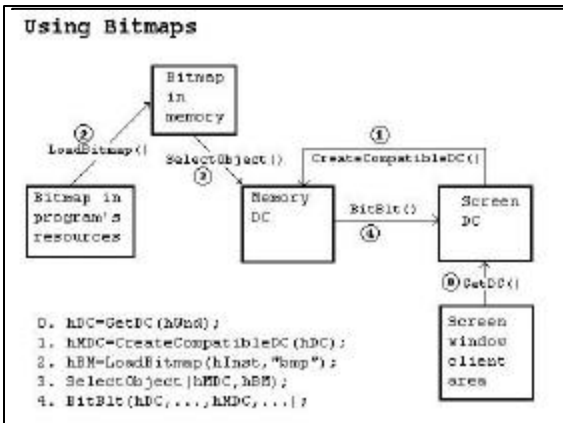 Using Bitmaps
Bitmap
in
memory
2
LoadBitmap()
SelectObject()
3
1
CreateCompatibleDC()
Bitmap in
program's
resources
Memory
DC
BitBlt()
4
Screen
DC
0 GetDC()
Screen
window
client
area
0. hDC=GetDC(hWnd);
1. hMDC=CreateCompatibleDC(hDC);
2. hBM=LoadBitmap(hInst,"bmp");
3. SelectObject(hMDC,hBM);
4. BitBlt(hDC,...,hMDC,...);